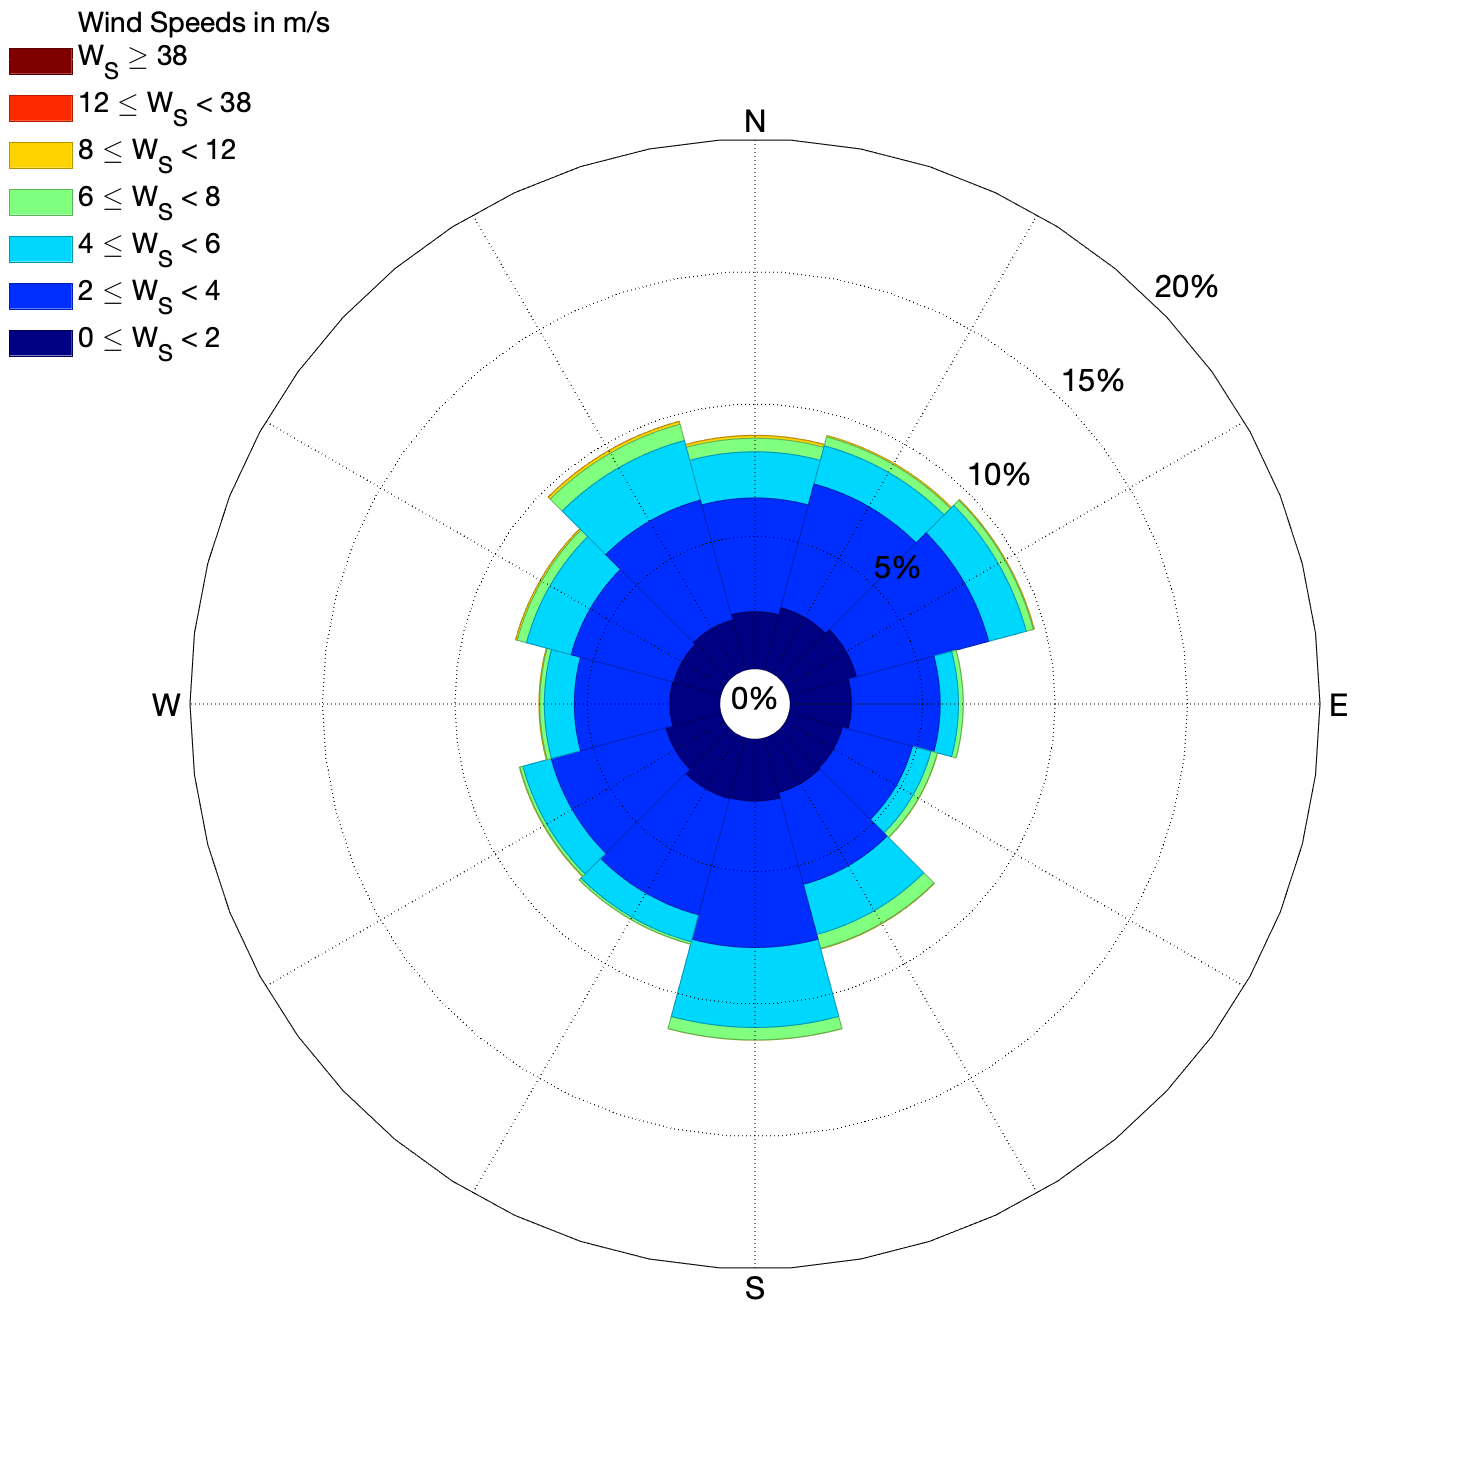 Wind Speeds in m/s
W_S ≥ 38
12 ≤ W_S < 38
8 ≤ W_S < 12
6 ≤ W_S < 8
4 ≤ W_S < 6
2 ≤ W_S < 4
0 ≤ W_S < 2
N
20%
15%
10%
5%
0%
W
E
S